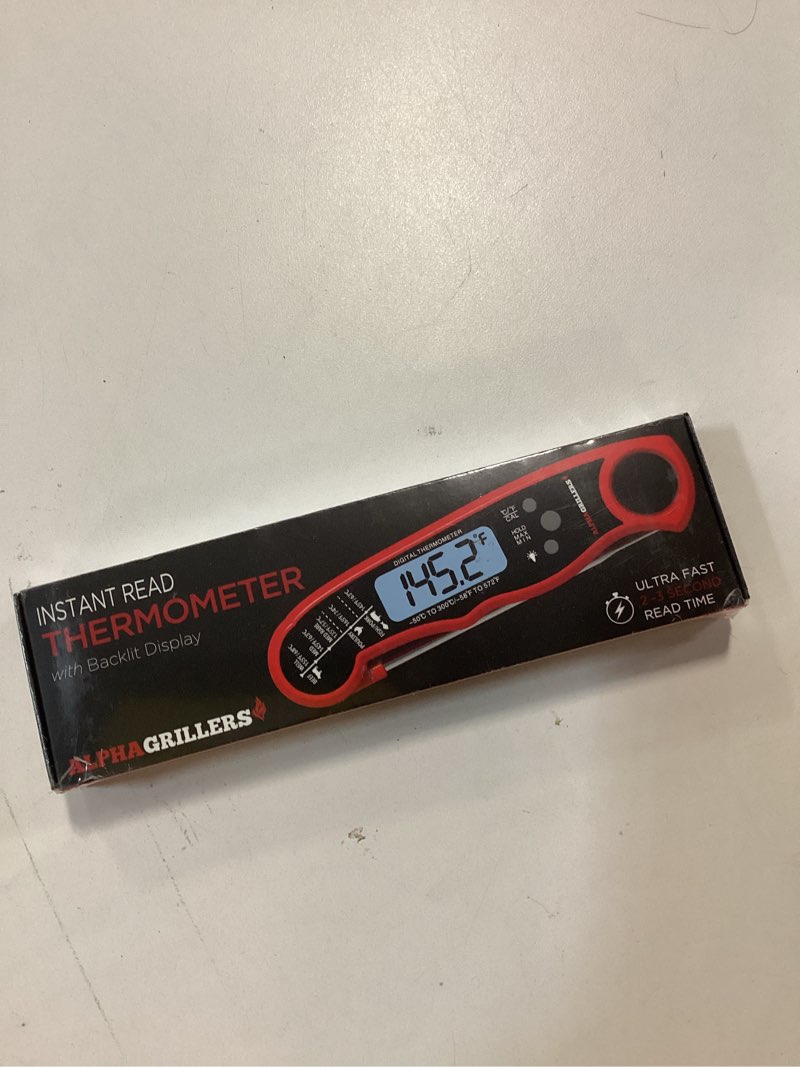 INSTANT READ
THERMOMETER
with Backlit Display
ALPHAGRILLERS
DIGITAL THERMOMETER
145.2°F
-50°C TO 300°C/-58°F TO 572°F
°C/°F
CAL
HOLD
MAX
MIN
ALPHAGRILLERS
ULTRA FAST
2-3 SECOND
READ TIME